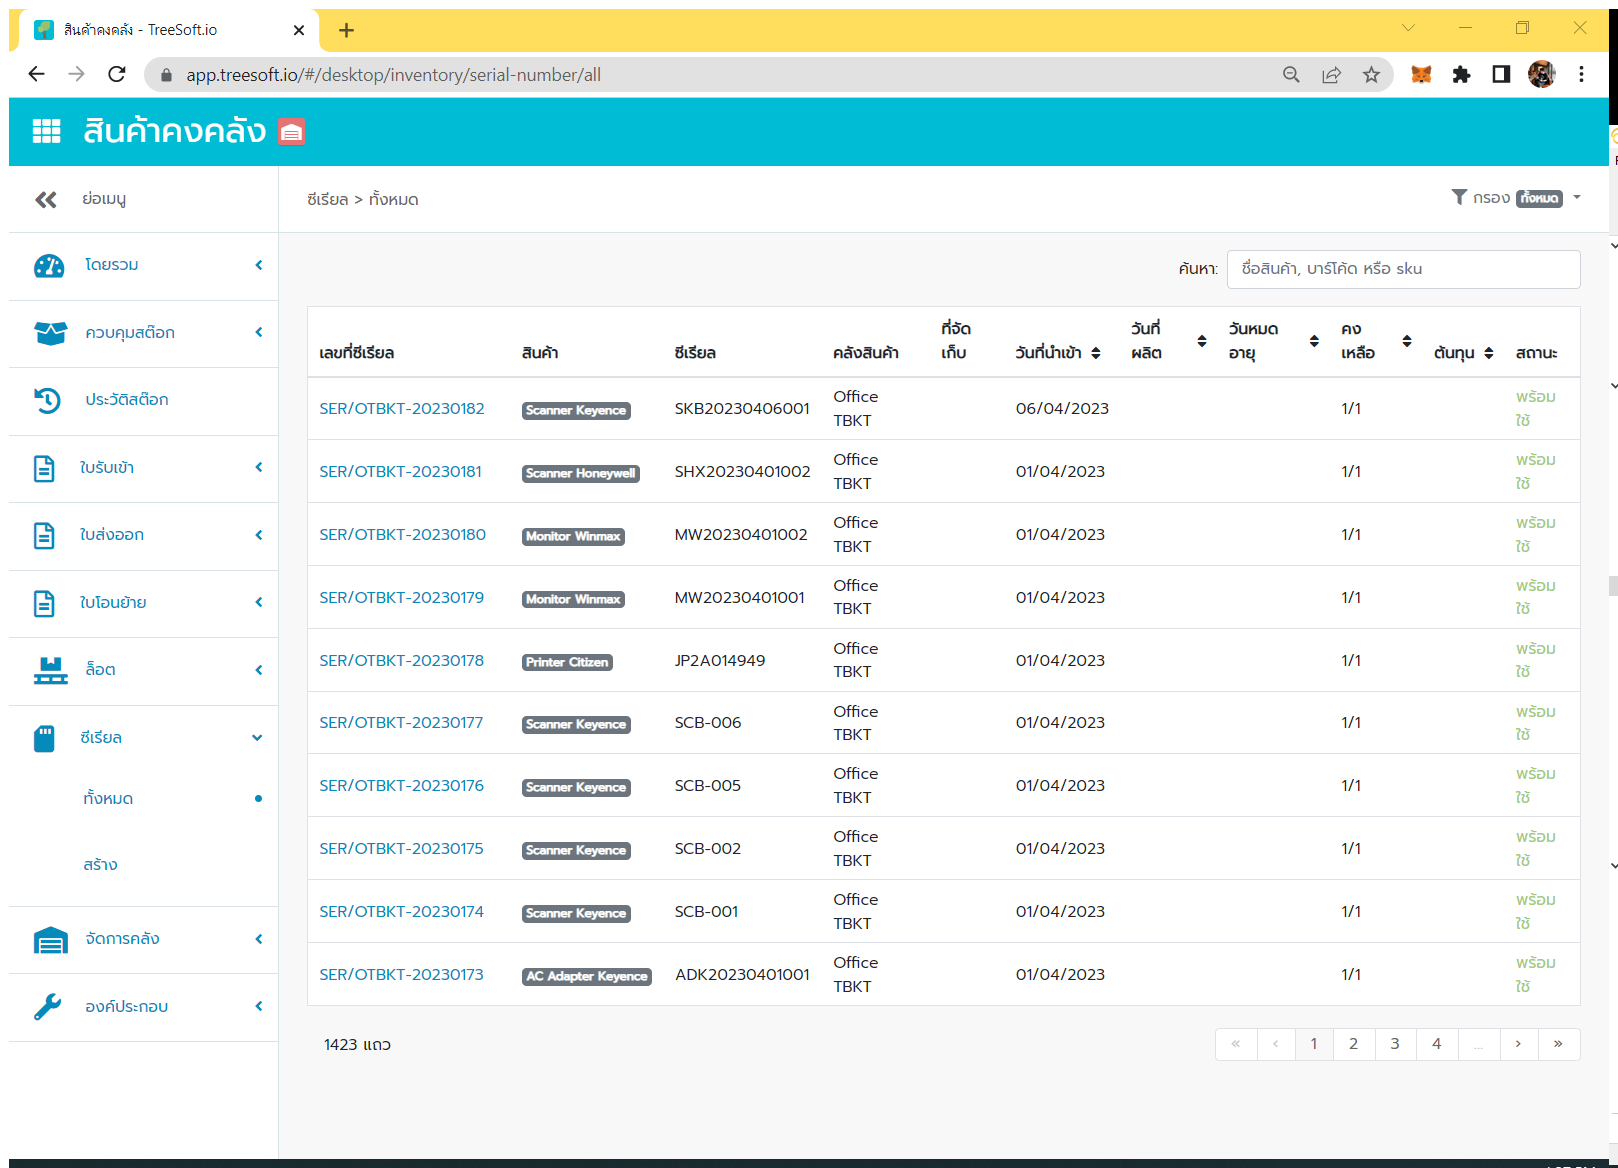 สินค้าคงคลัง - TreeSoft.io
app.treesoft.io/#/desktop/inventory/serial-number/all
สินค้าคงคลัง
ย่อเมนู
ซีเรียล > ทั้งหมด
กรอง ทั้งหมด
โดยรวม
ควบคุมสต๊อก
ประวัติสต๊อก
ใบรับเข้า
ใบส่งออก
ใบโอนย้าย
ล็อต
ซีเรียล
ทั้งหมด
สร้าง
จัดการคลัง
องค์ประกอบ
ค้นหา: ชื่อสินค้า, บาร์โค้ด หรือ sku
เลขที่ซีเรียล สินค้า ซีเรียล คลังสินค้า ที่จัดเก็บ วันที่นำเข้า วันที่ผลิต วันหมดอายุ คงเหลือ ต้นทุน สถานะ
SER/OTBKT-20230182 Scanner Keyence SKB20230406001 Office TBKT 06/04/2023 1/1 พร้อมใช้
SER/OTBKT-20230181 Scanner Honeywell SHX20230401002 Office TBKT 01/04/2023 1/1 พร้อมใช้
SER/OTBKT-20230180 Monitor Winmax MW20230401002 Office TBKT 01/04/2023 1/1 พร้อมใช้
SER/OTBKT-20230179 Monitor Winmax MW20230401001 Office TBKT 01/04/2023 1/1 พร้อมใช้
SER/OTBKT-20230178 Printer Citizen JP2A014949 Office TBKT 01/04/2023 1/1 พร้อมใช้
SER/OTBKT-20230177 Scanner Keyence SCB-006 Office TBKT 01/04/2023 1/1 พร้อมใช้
SER/OTBKT-20230176 Scanner Keyence SCB-005 Office TBKT 01/04/2023 1/1 พร้อมใช้
SER/OTBKT-20230175 Scanner Keyence SCB-002 Office TBKT 01/04/2023 1/1 พร้อมใช้
SER/OTBKT-20230174 Scanner Keyence SCB-001 Office TBKT 01/04/2023 1/1 พร้อมใช้
SER/OTBKT-20230173 AC Adapter Keyence ADK20230401001 Office TBKT 01/04/2023 1/1 พร้อมใช้
1423 แถว
« ‹ 1 2 3 4 ... › »